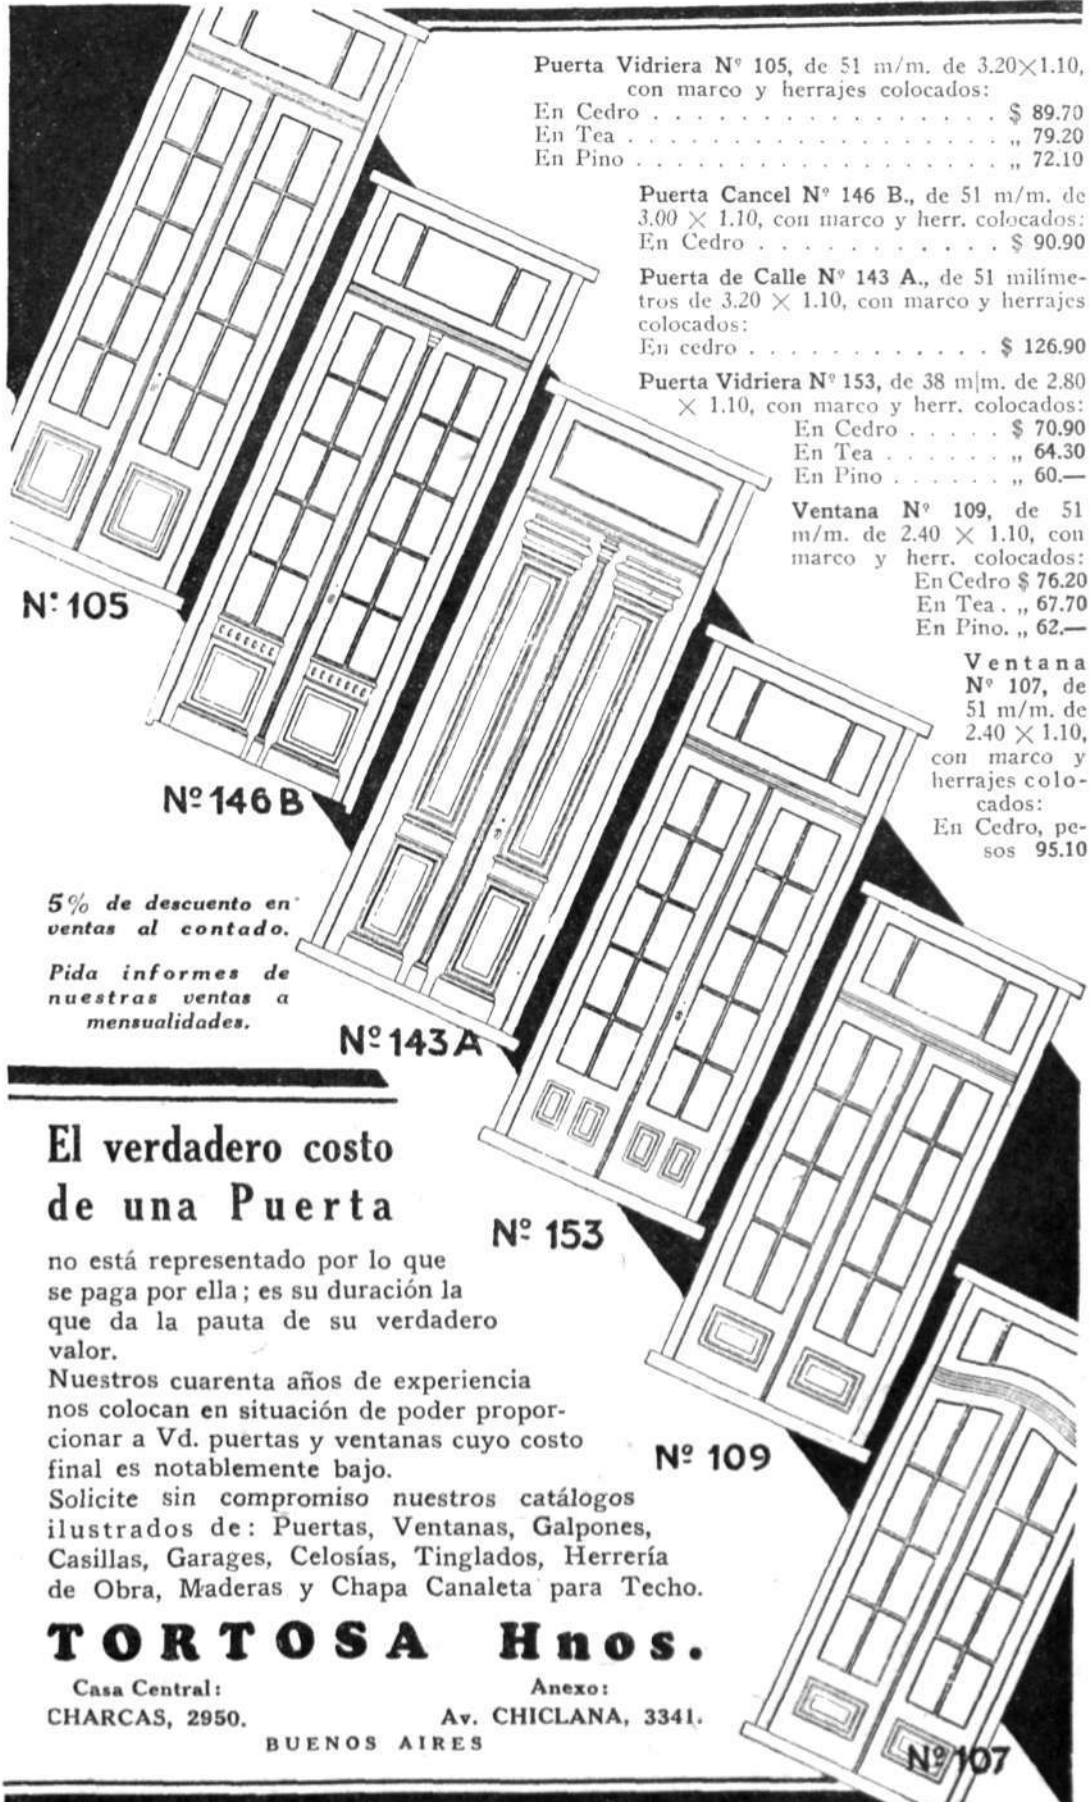 Puerta Vidriera Nº 105, de 51 m/m. de 3.20×1.10,
con marco y herrajes colocados:
En Cedro . . . . . . . . . . . . . . . . . $ 89.70
En Tea . . . . . . . . . . . . . . . . . . „ 79.20
En Pino . . . . . . . . . . . . . . . . . . „ 72.10
Puerta Cancel Nº 146 B., de 51 m/m. de
3.00 × 1.10, con marco y herr. colocados:
En Cedro . . . . . . . . . . . . $ 90.90
Puerta de Calle Nº 143 A., de 51 milíme-
tros de 3.20 × 1.10, con marco y herrajes
colocados:
En cedro . . . . . . . . . . . . $ 126.90
Puerta Vidriera Nº 153, de 38 m|m. de 2.80
× 1.10, con marco y herr. colocados:
En Cedro . . . . . $ 70.90
En Tea . . . . . . . „ 64.30
En Pino . . . . . . „ 60.—
Ventana Nº 109, de 51
m/m. de 2.40 × 1.10, con
marco y herr. colocados:
En Cedro $ 76.20
En Tea . „ 67.70
En Pino. „ 62.—
Ventana
Nº 107, de
51 m/m. de
2.40 × 1.10,
con marco y
herrajes colo-
cados:
En Cedro, pe-
sos 95.10
Nº 105
Nº 146 B
5% de descuento en
ventas al contado.
Pida informes de
nuestras ventas a
mensualidades.
Nº 143 A
El verdadero costo
de una Puerta
Nº 153
no está representado por lo que
se paga por ella; es su duración la
que da la pauta de su verdadero
valor.
Nuestros cuarenta años de experiencia
nos colocan en situación de poder propor-
cionar a Vd. puertas y ventanas cuyo costo
final es notablemente bajo.
Nº 109
Solicite sin compromiso nuestros catálogos
ilustrados de: Puertas, Ventanas, Galpones,
Casillas, Garages, Celosías, Tinglados, Herrería
de Obra, Maderas y Chapa Canaleta para Techo.
TORTOSA Hnos.
Casa Central:
CHARCAS, 2950.
Anexo:
Av. CHICLANA, 3341.
BUENOS AIRES
Nº 107